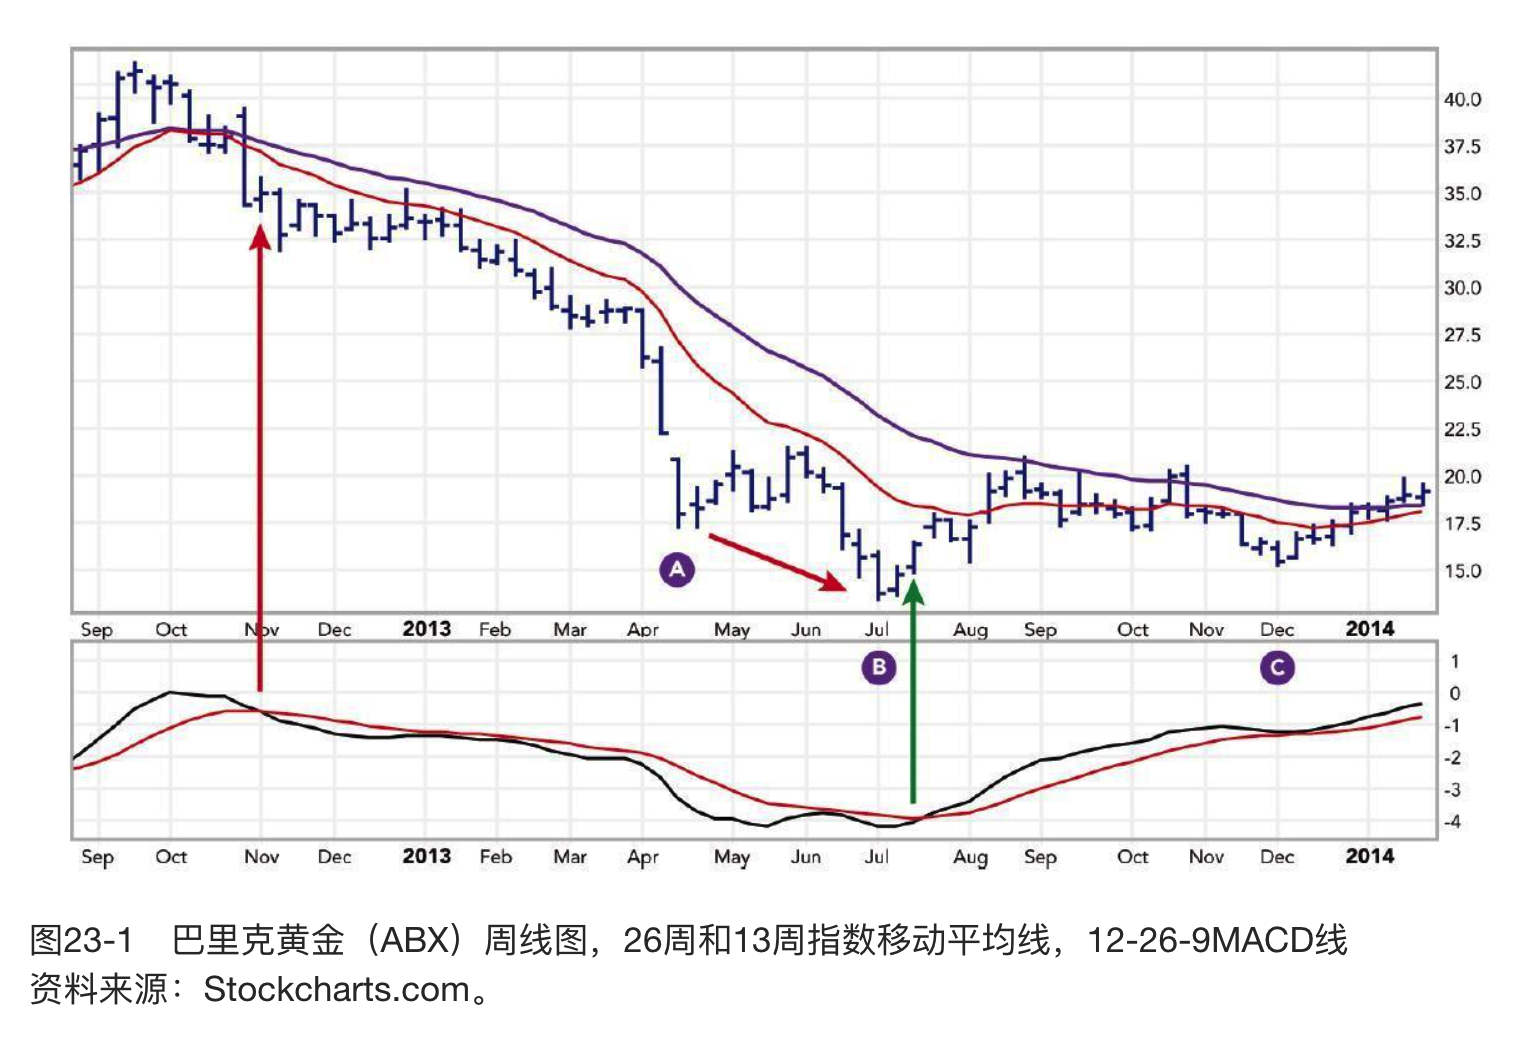 40.0
37.5
35.0
32.5
30.0
27.5
25.0
22.5
20.0
17.5
15.0
A
Sep Oct Nov Dec 2013 Feb Mar Apr May Jun Jul Aug Sep Oct Nov Dec 2014
B C
1
0
-1
-2
-3
-4
Sep Oct Nov Dec 2013 Feb Mar Apr May Jun Jul Aug Sep Oct Nov Dec 2014
图23-1　巴里克黄金（ABX）周线图，26周和13周指数移动平均线，12-26-9MACD线
资料来源：Stockcharts.com。